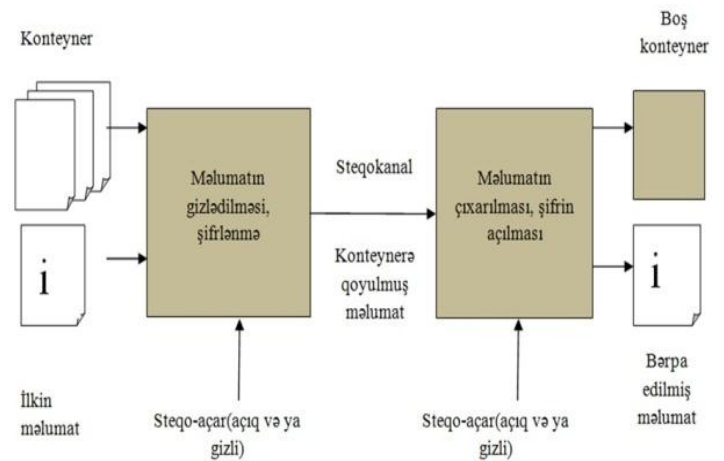 Konteyner
Boş
konteyner
Məlumatın
gizlədilməsi,
şifrlənmə
Steqokanal
Məlumatın
çıxarılması, şifrin
açılması
Konteynerə
qoyulmuş
məlumat
i
i
İlkin
məlumat
Steqo-açar(açıq və ya
gizli)
Steqo-açar(açıq və ya
gizli)
Bərpa
edilmiş
məlumat